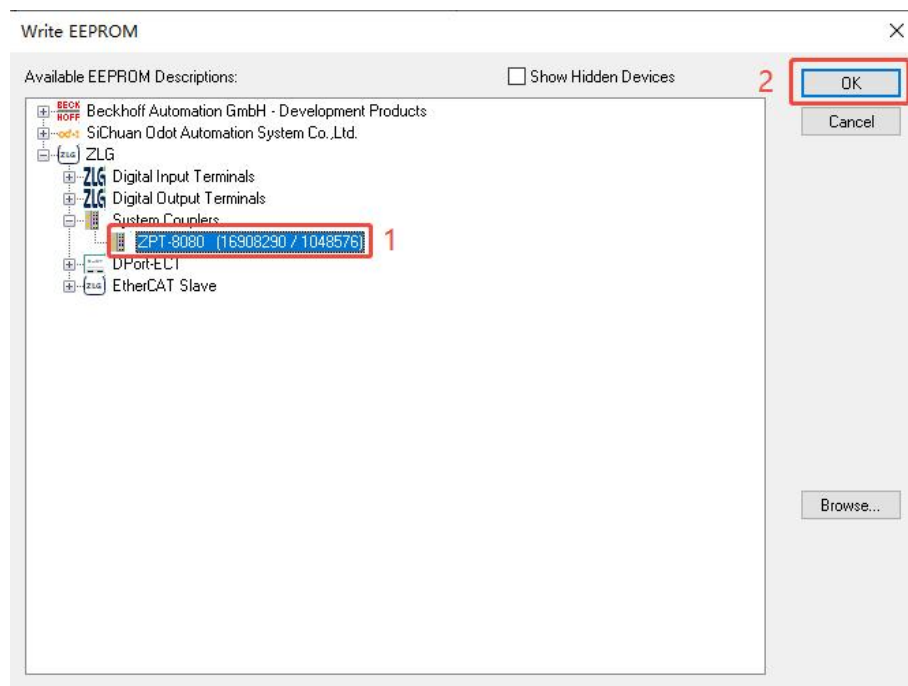 Write EEPROM
Available EEPROM Descriptions:
Show Hidden Devices
2
OK
BECKHOFF Beckhoff Automation GmbH - Development Products
Cancel
odot SiChuan Odot Automation System Co.,Ltd.
ZLG ZLG
ZLG Digital Input Terminals
ZLG Digital Output Terminals
System Couplers
ZPT-8080 (16908290 / 1048576)
1
DPort-ECT
ZLG EtherCAT Slave
Browse...